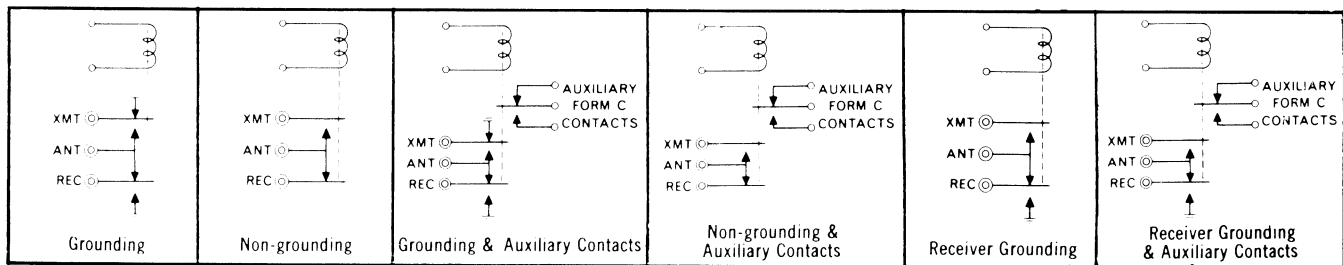 XMT
ANT
REC
Grounding
XMT
ANT
REC
Non-grounding
AUXILIARY
FORM C
CONTACTS
XMT
ANT
REC
Grounding & Auxiliary Contacts
AUXILIARY
FORM C
CONTACTS
XMT
ANT
REC
Non-grounding &
Auxiliary Contacts
XMT
ANT
REC
Receiver Grounding
AUXILIARY
FORM C
CONTACTS
XMT
ANT
REC
Receiver Grounding
& Auxiliary Contacts